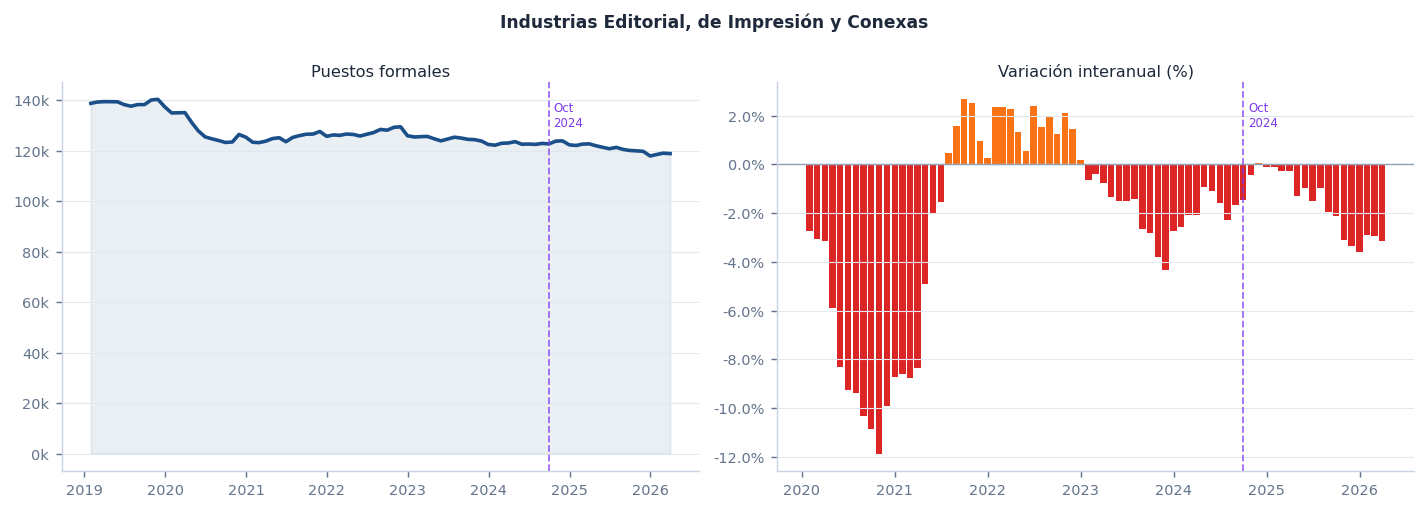 Industrias Editorial, de Impresión y Conexas
Puestos formales
140k
120k
100k
80k
60k
40k
20k
0k
Oct
2024
2019
2020
2021
2022
2023
2024
2025
2026
Variación interanual (%)
2.0%
0.0%
-2.0%
-4.0%
-6.0%
-8.0%
-10.0%
-12.0%
Oct
2024
2020
2021
2022
2023
2024
2025
2026